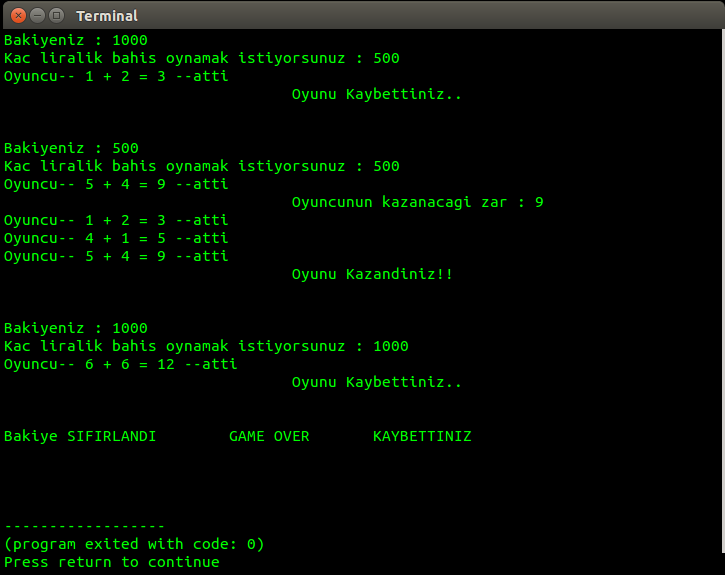 Terminal
Bakiyeniz : 1000
Kac liralik bahis oynamak istiyorsunuz : 500
Oyuncu-- 1 + 2 = 3 --atti
Oyunu Kaybettiniz..
Bakiyeniz : 500
Kac liralik bahis oynamak istiyorsunuz : 500
Oyuncu-- 5 + 4 = 9 --atti
Oyuncunun kazanacagi zar : 9
Oyuncu-- 1 + 2 = 3 --atti
Oyuncu-- 4 + 1 = 5 --atti
Oyuncu-- 5 + 4 = 9 --atti
Oyunu Kazandiniz!!
Bakiyeniz : 1000
Kac liralik bahis oynamak istiyorsunuz : 1000
Oyuncu-- 6 + 6 = 12 --atti
Oyunu Kaybettiniz..
Bakiye SIFIRLANDI GAME OVER KAYBETTINIZ
------------------
(program exited with code: 0)
Press return to continue